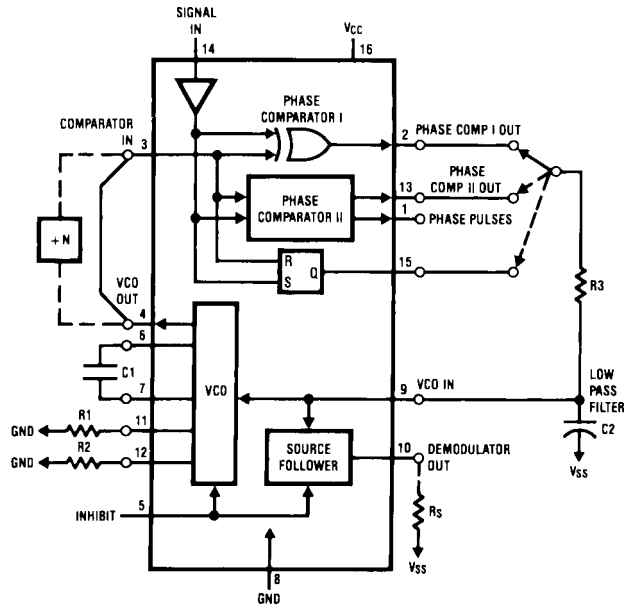 SIGNAL
IN
14
VCC
16
PHASE
COMPARATOR I
COMPARATOR
IN
3
2
PHASE COMP I OUT
PHASE
COMP II OUT
13
PHASE
COMPARATOR II
1
PHASE PULSES
+N
R
S
Q
15
R3
VCO
OUT
4
6
C1
7
VCO
9
VCO IN
LOW
PASS
FILTER
C2
VSS
GND
R1
11
GND
R2
12
SOURCE
FOLLOWER
10
DEMODULATOR
OUT
RS
VSS
INHIBIT
5
8
GND